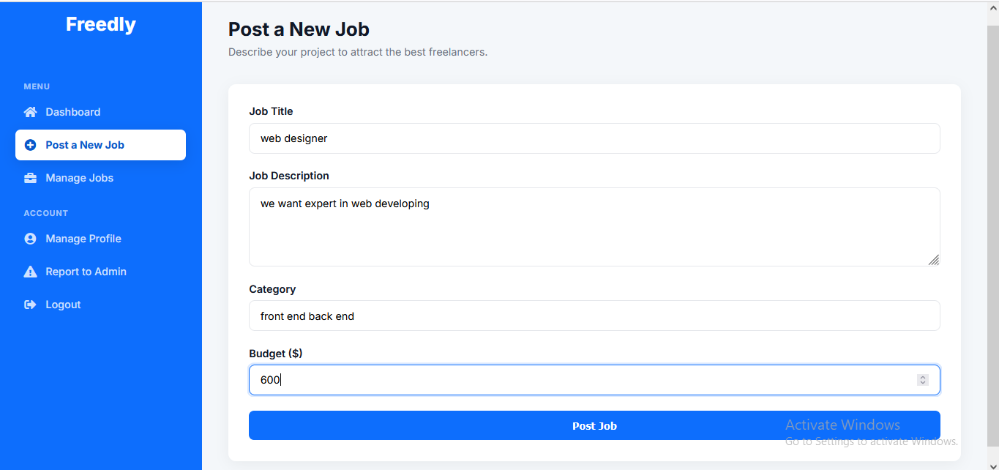 Freedly
MENU
Dashboard
Post a New Job
Manage Jobs
ACCOUNT
Manage Profile
Report to Admin
Logout
Post a New Job
Describe your project to attract the best freelancers.
Job Title
web designer
Job Description
we want expert in web developing
Category
front end back end
Budget ($)
600
Post Job
Activate Windows
Go to Settings to activate Windows.